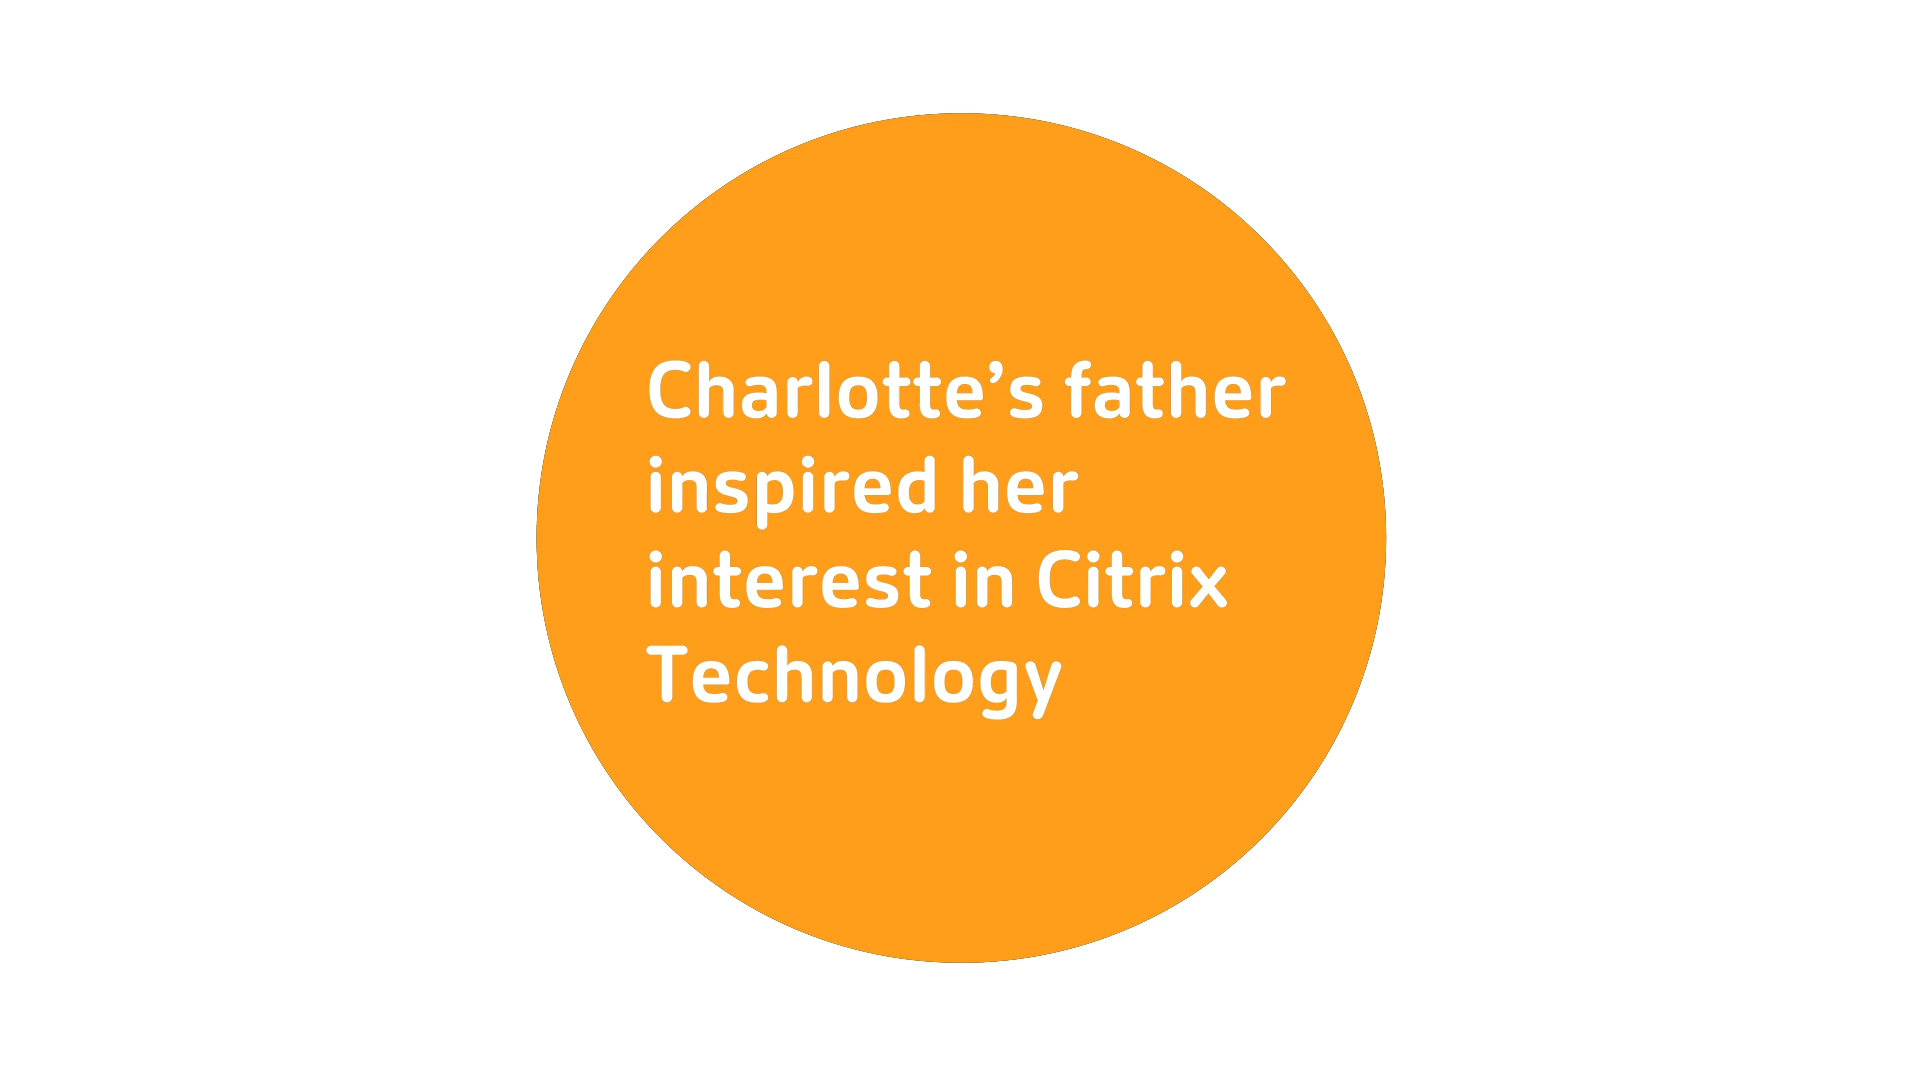 Charlotte’s father
inspired her
interest in Citrix
Technology